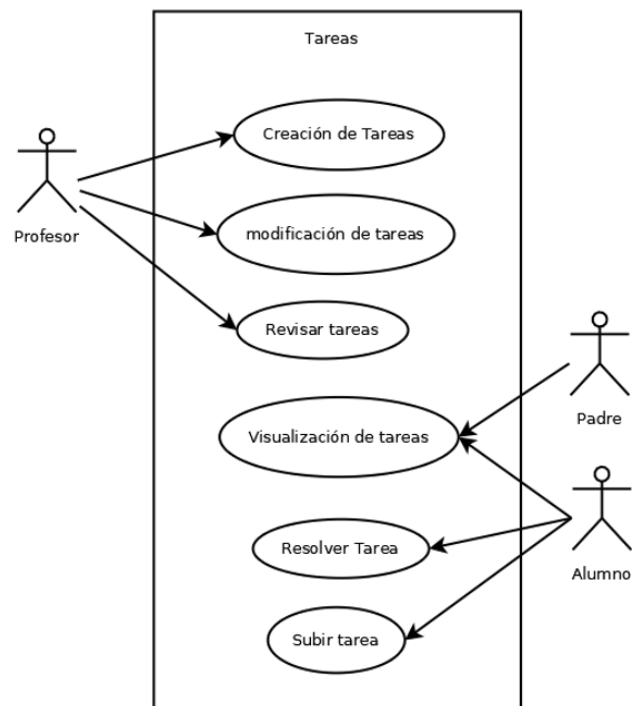 Tareas
Creación de Tareas
Profesor
modificación de tareas
Revisar tareas
Padre
Visualización de tareas
Resolver Tarea
Alumno
Subir tarea